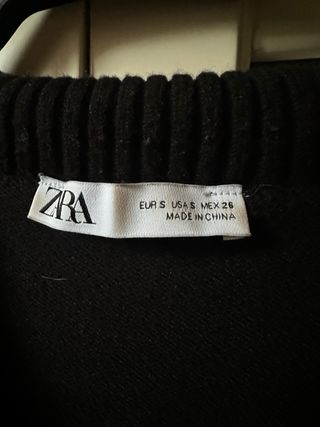 ZARA
EUR S USA S MEX 26
MADE IN CHINA